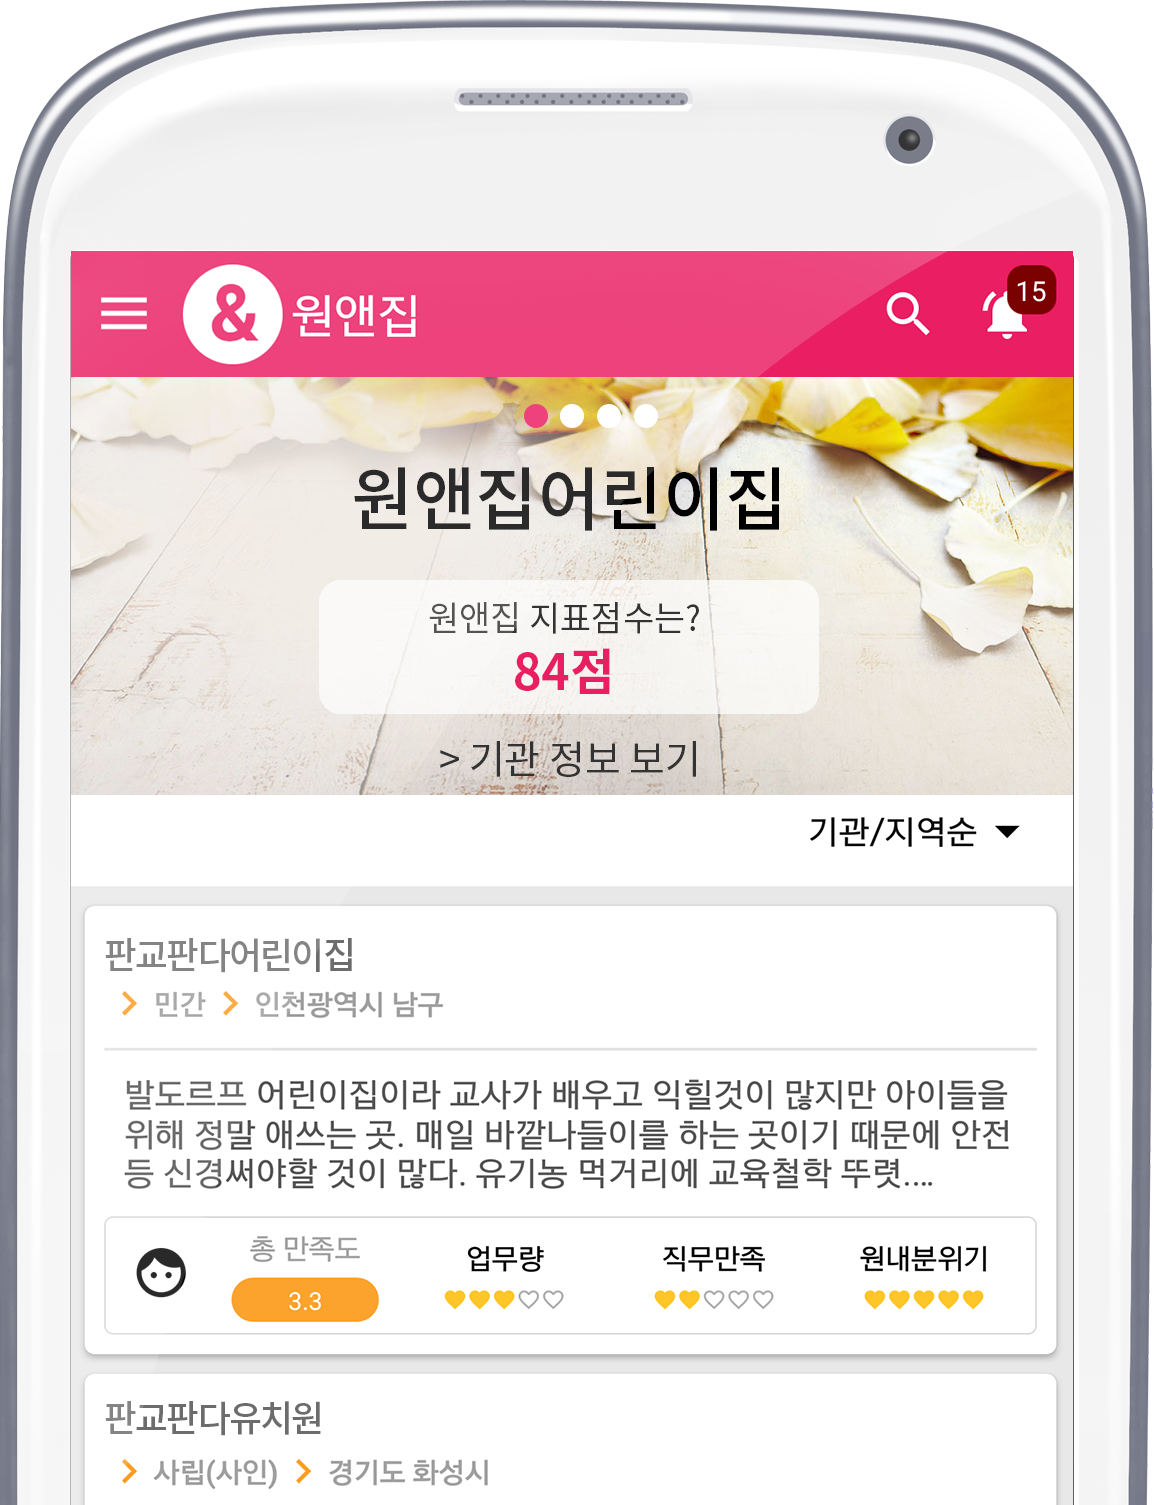 & 원앤집
15
원앤집어린이집
원앤집 지표점수는?
84점
> 기관 정보 보기
기관/지역순
판교판다어린이집
민간 인천광역시 남구
발도르프 어린이집이라 교사가 배우고 익힐것이 많지만 아이들을
위해 정말 애쓰는 곳. 매일 바깥나들이를 하는 곳이기 때문에 안전
등 신경써야할 것이 많다. 유기농 먹거리에 교육철학 뚜렷....
총 만족도 업무량 직무만족 원내분위기
3.3
판교판다유치원
사립(사인) 경기도 화성시